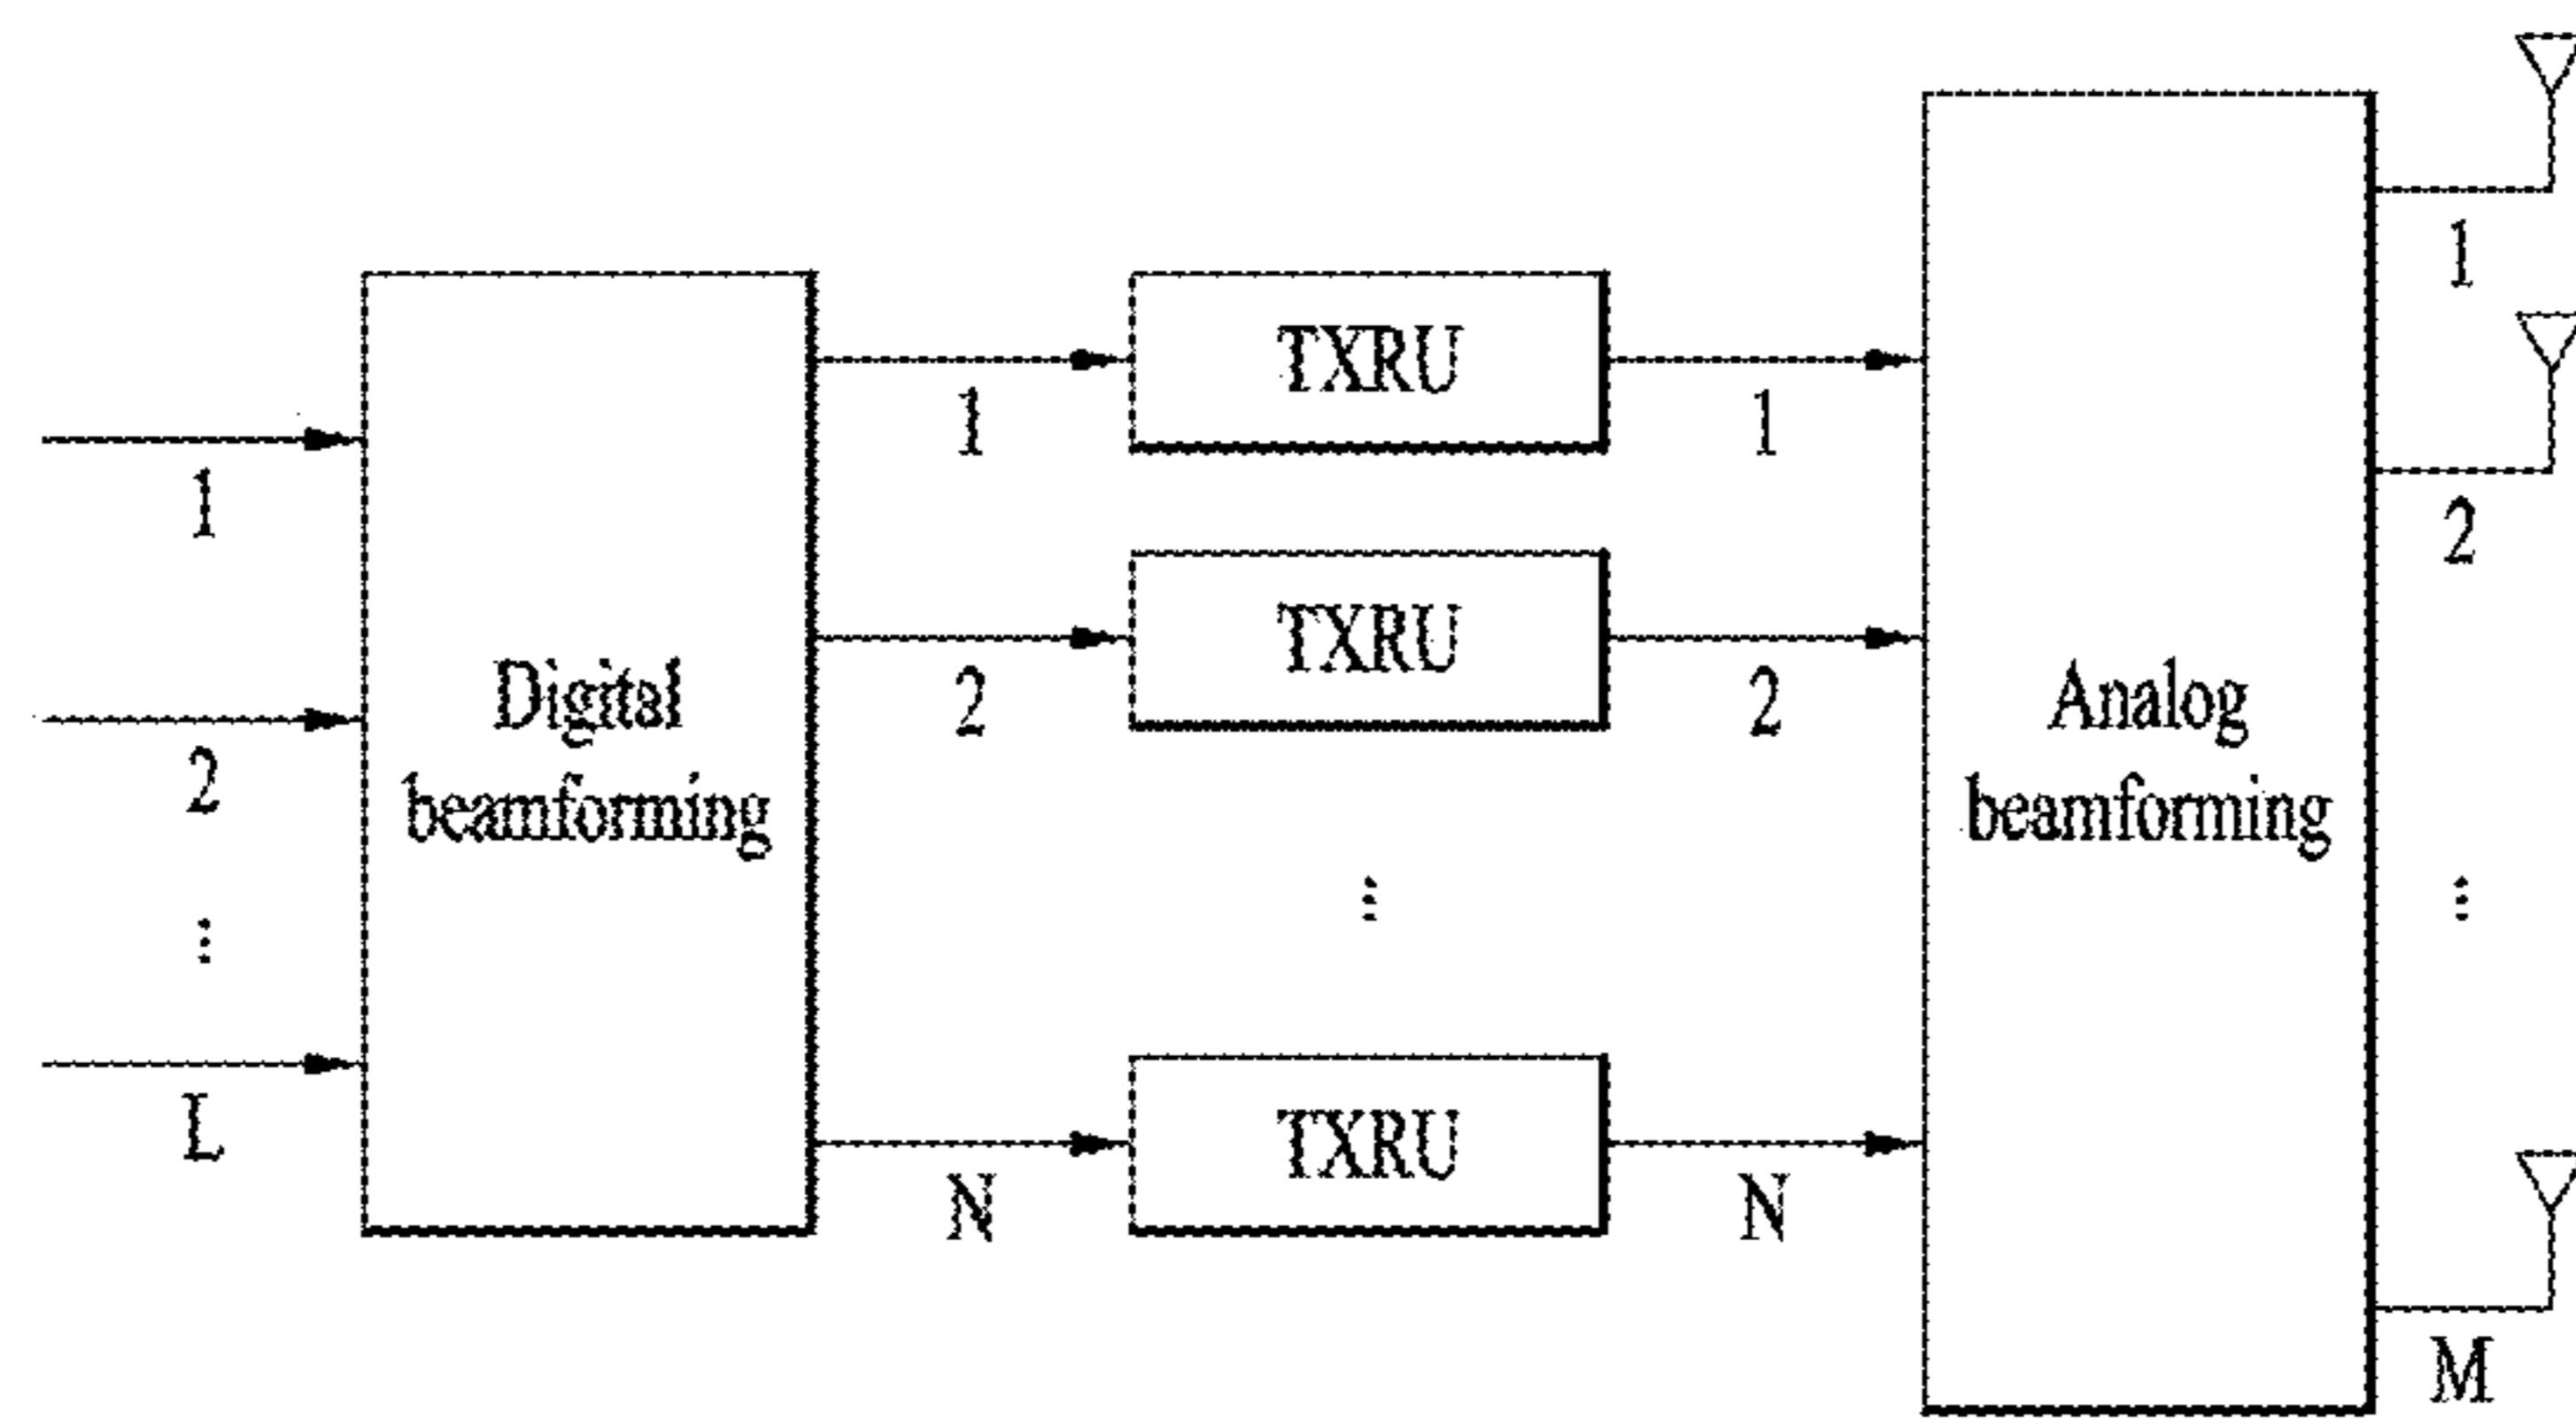 1
2
⋮
L
Digital
beamforming
1
2
N
TXRU
TXRU
⋮
TXRU
1
2
N
Analog
beamforming
1
2
⋮
M